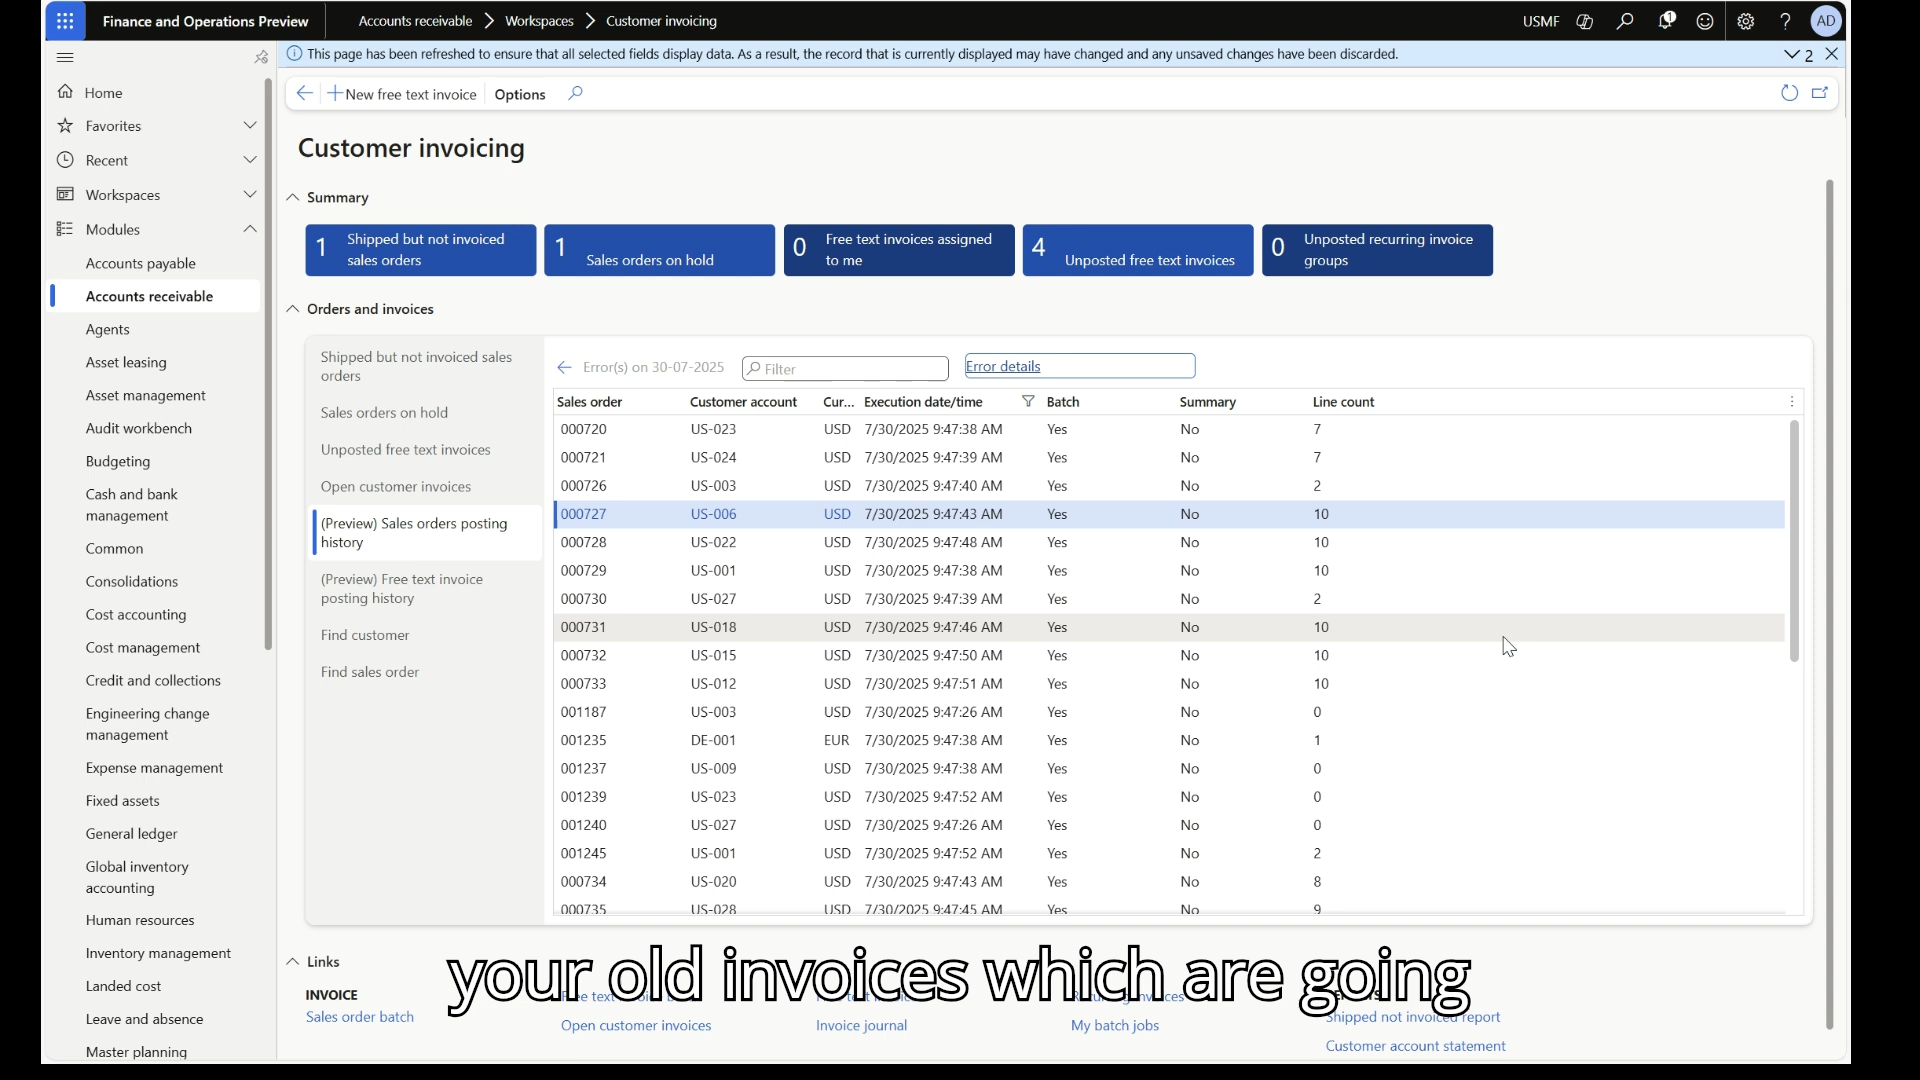 Finance and Operations Preview
Accounts receivable
Workspaces
Customer invoicing
USMF
1
AD
This page has been refreshed to ensure that all selected fields display data. As a result, the record that is currently displayed may have changed and any unsaved changes have been discarded.
2
Home
Favorites
Recent
Workspaces
Modules
Accounts payable
Accounts receivable
Agents
Asset leasing
Asset management
Audit workbench
Budgeting
Cash and bank
management
Common
Consolidations
Cost accounting
Cost management
Credit and collections
Engineering change
management
Expense management
Fixed assets
General ledger
Global inventory
accounting
Human resources
Inventory management
Landed cost
Leave and absence
Master planning
New free text invoice
Options
Customer invoicing
Summary
1 Shipped but not invoiced
sales orders
1 Sales orders on hold
0 Free text invoices assigned
to me
4 Unposted free text invoices
0 Unposted recurring invoice
groups
Orders and invoices
Shipped but not invoiced sales
orders
Sales orders on hold
Unposted free text invoices
Open customer invoices
(Preview) Sales orders posting
history
(Preview) Free text invoice
posting history
Find customer
Find sales order
Error(s) on 30-07-2025
Filter
Error details
Sales order Customer account Cur... Execution date/time Batch Summary Line count
000720 US-023 USD 7/30/2025 9:47:38 AM Yes No 7
000721 US-024 USD 7/30/2025 9:47:39 AM Yes No 7
000726 US-003 USD 7/30/2025 9:47:40 AM Yes No 2
000727 US-006 USD 7/30/2025 9:47:43 AM Yes No 10
000728 US-022 USD 7/30/2025 9:47:48 AM Yes No 10
000729 US-001 USD 7/30/2025 9:47:38 AM Yes No 10
000730 US-027 USD 7/30/2025 9:47:39 AM Yes No 2
000731 US-018 USD 7/30/2025 9:47:46 AM Yes No 10
000732 US-015 USD 7/30/2025 9:47:50 AM Yes No 10
000733 US-012 USD 7/30/2025 9:47:51 AM Yes No 10
001187 US-003 USD 7/30/2025 9:47:26 AM Yes No 0
001235 DE-001 EUR 7/30/2025 9:47:38 AM Yes No 1
001237 US-009 USD 7/30/2025 9:47:38 AM Yes No 0
001239 US-023 USD 7/30/2025 9:47:52 AM Yes No 0
001240 US-027 USD 7/30/2025 9:47:26 AM Yes No 0
001245 US-001 USD 7/30/2025 9:47:52 AM Yes No 2
000734 US-020 USD 7/30/2025 9:47:43 AM Yes No 8
000735 US-028 USD 7/30/2025 9:47:45 AM Yes No 9
Links
INVOICE
Sales order batch
Open customer invoices
Invoice journal
My batch jobs
Shipped not invoiced report
Customer account statement
your old invoices which are going